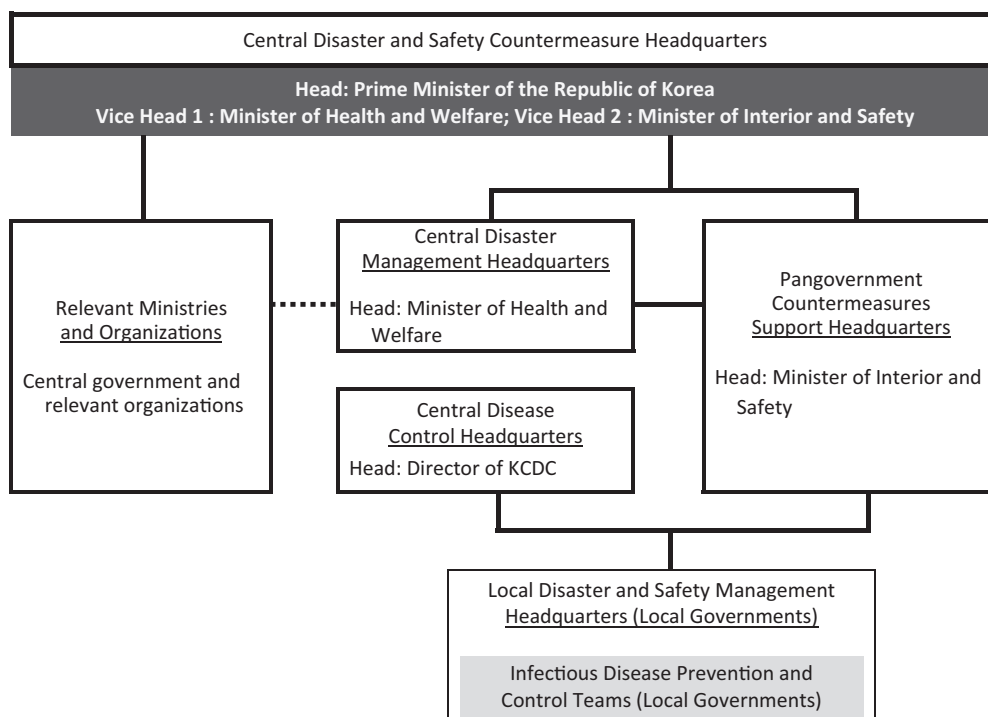 Central Disaster and Safety Countermeasure Headquarters
Head: Prime Minister of the Republic of Korea
Vice Head 1 : Minister of Health and Welfare; Vice Head 2 : Minister of Interior and Safety
Relevant Ministries
and Organizations
Central government and
relevant organizations
Central Disaster
Management Headquarters
Head: Minister of Health and
Welfare
Central Disease
Control Headquarters
Head: Director of KCDC
Pangovernment
Countermeasures
Support Headquarters
Head: Minister of Interior and
Safety
Local Disaster and Safety Management
Headquarters (Local Governments)
Infectious Disease Prevention and
Control Teams (Local Governments)